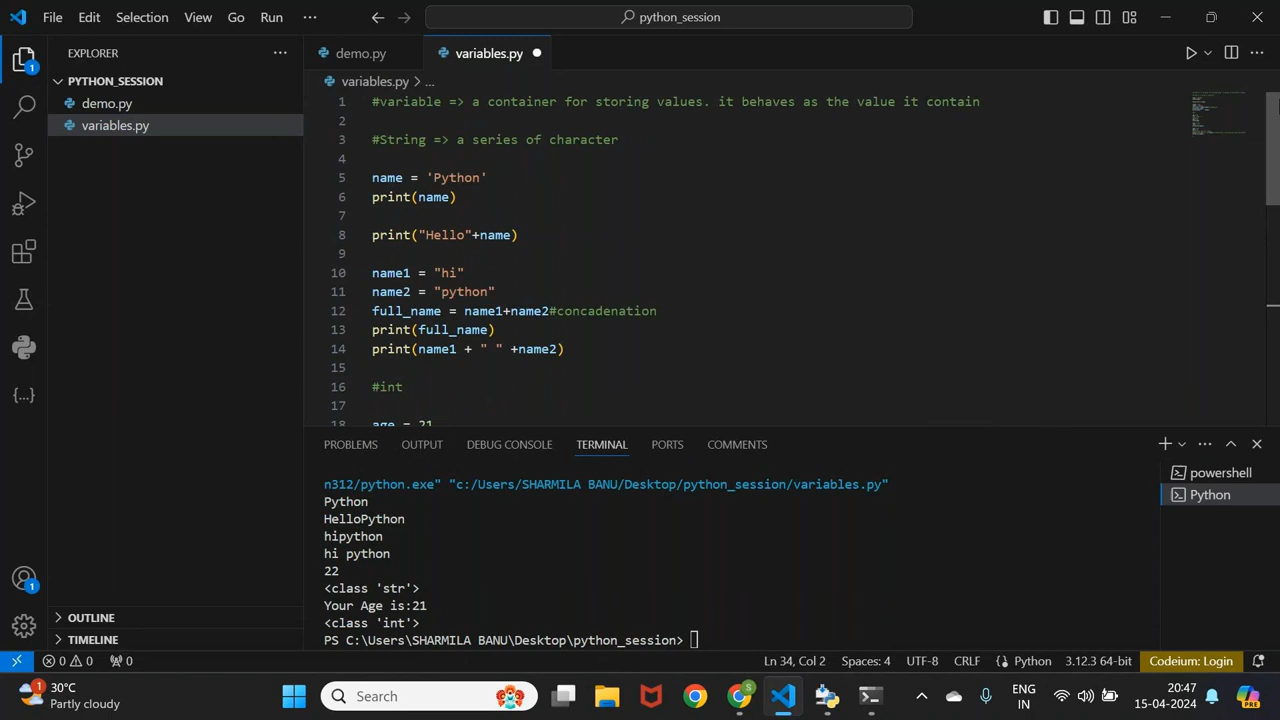 File Edit Selection View Go Run ··· python_session
EXPLORER ···
PYTHON_SESSION
demo.py
variables.py
demo.py variables.py
variables.py > ...
1 #variable => a container for storing values. it behaves as the value it contain
2
3 #String => a series of character
4
5 name = 'Python'
6 print(name)
7
8 print("Hello"+name)
9
10 name1 = "hi"
11 name2 = "python"
12 full_name = name1+name2#concadenation
13 print(full_name)
14 print(name1 + " " +name2)
15
16 #int
17
18 age = 21
PROBLEMS OUTPUT DEBUG CONSOLE TERMINAL PORTS COMMENTS
n312/python.exe" "c:/Users/SHARMILA BANU/Desktop/python_session/variables.py"
Python
HelloPython
hipython
hi python
22
<class 'str'>
Your Age is:21
<class 'int'>
PS C:\Users\SHARMILA BANU\Desktop\python_session>
powershell
Python
1
1
OUTLINE
TIMELINE
0 0 0 Ln 34, Col 2 Spaces: 4 UTF-8 CRLF Python 3.12.3 64-bit Codeium: Login
1 30°C
Partly cloudy
Search
S
ENG
IN
20:47
15-04-2024
PRE